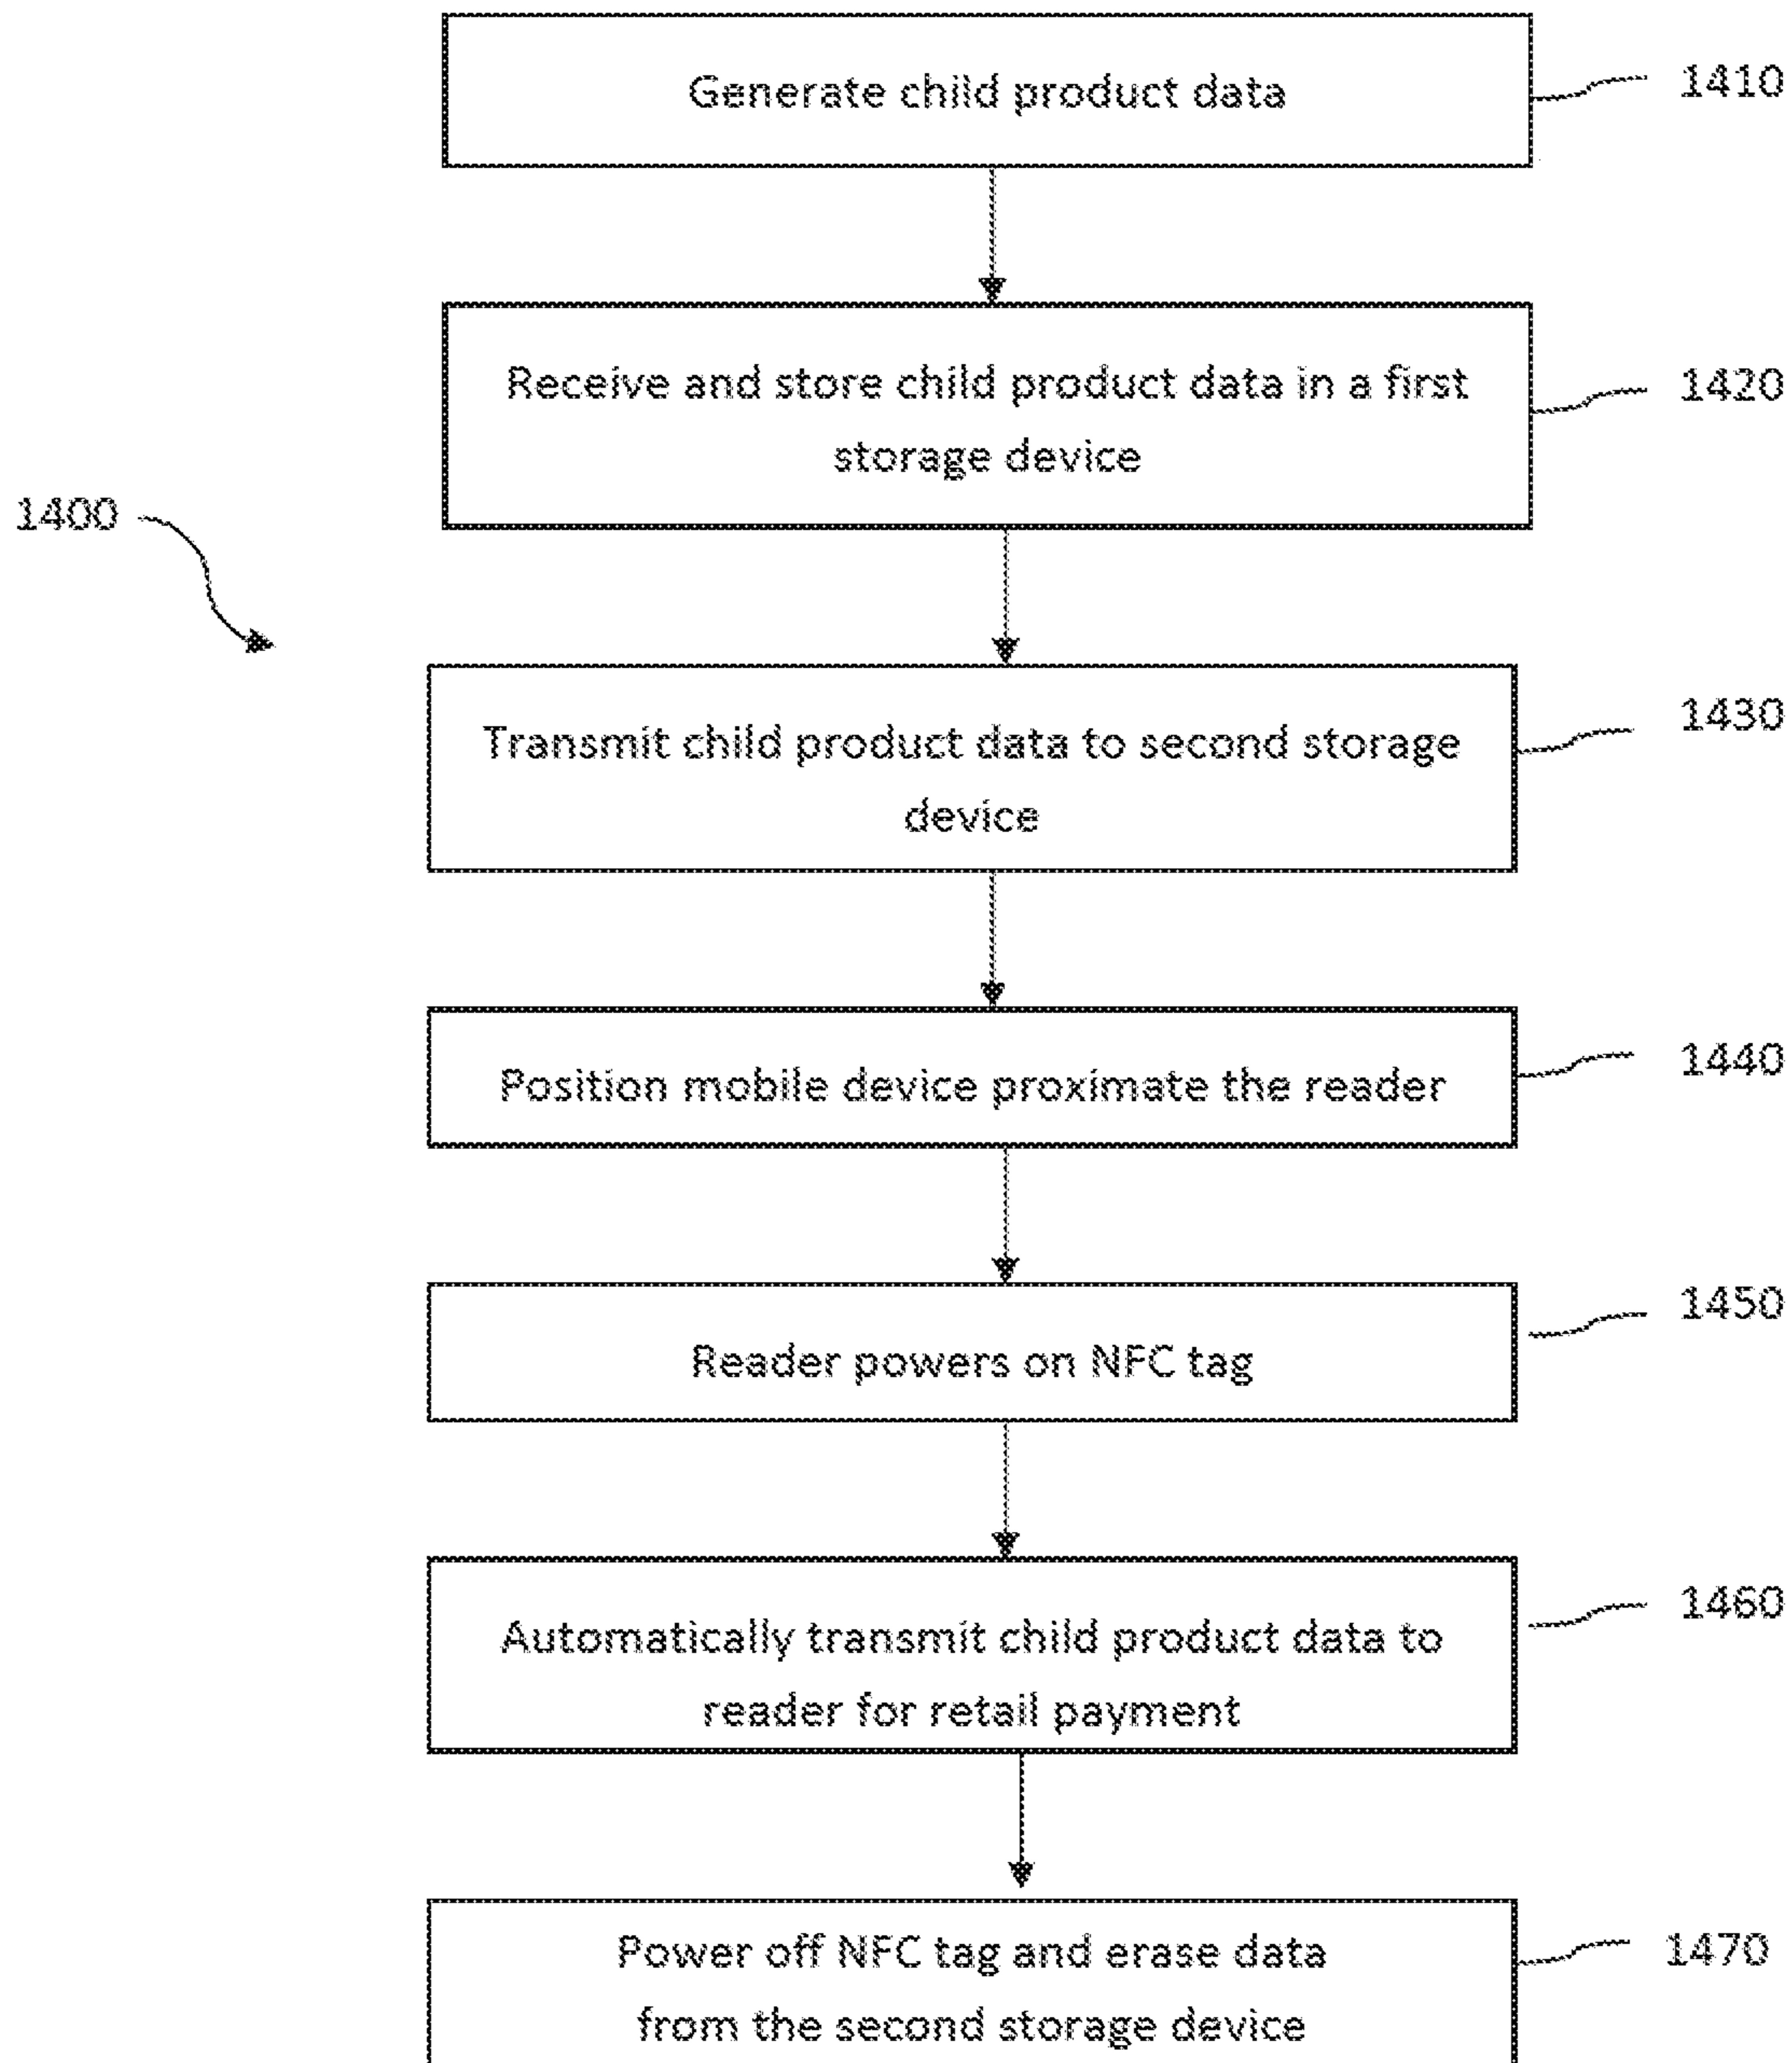 Generate child product data
1410
Receive and store child product data in a first
storage device
1420
1400
Transmit child product data to second storage
device
1430
Position mobile device proximate the reader
1440
Reader powers on NFC tag
1450
Automatically transmit child product data to
reader for retail payment
1460
Power off NFC tag and erase data
from the second storage device
1470